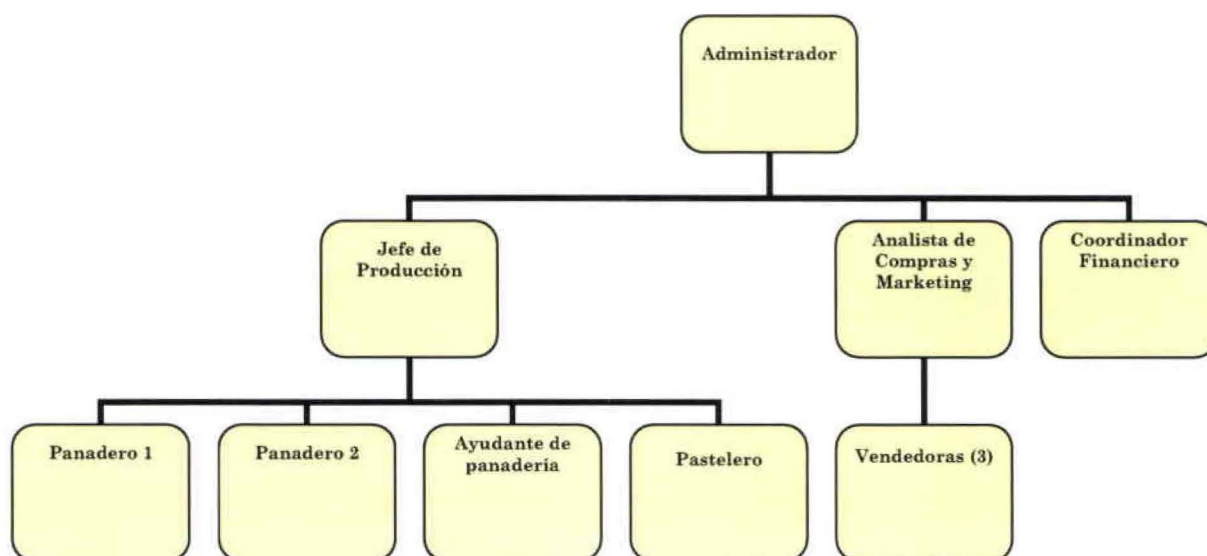 Administrador
Jefe de
Producción
Analista de
Compras y
Marketing
Coordinador
Financiero
Panadero 1
Panadero 2
Ayudante de
panadería
Pastelero
Vendedoras (3)